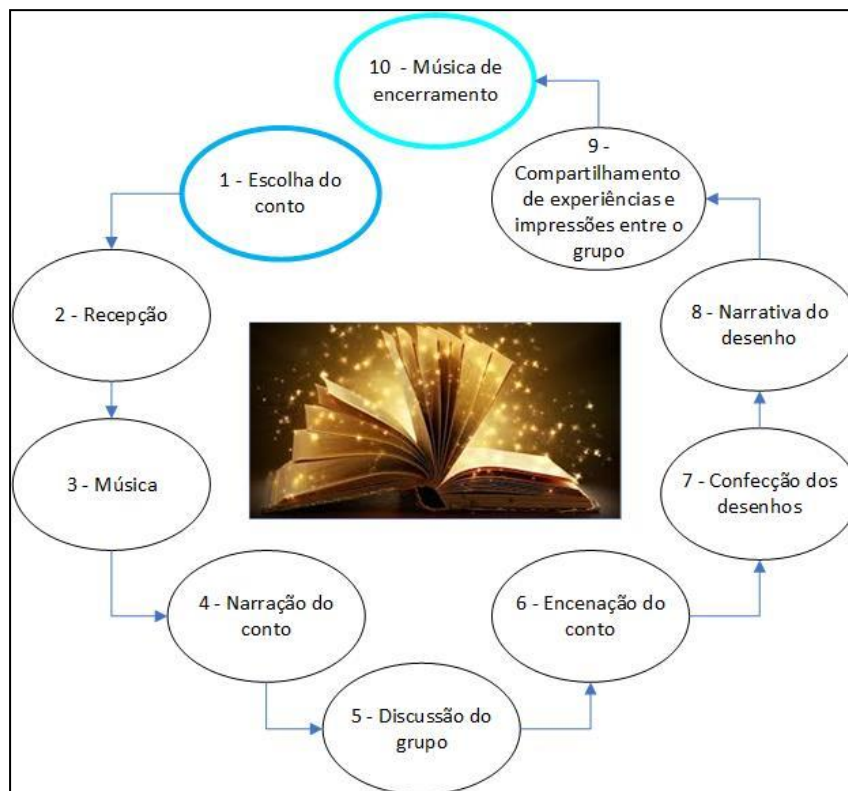 1 - Escolha do
conto
2 - Recepção
3 - Música
4 - Narração do
conto
5 - Discussão do
grupo
6 - Encenação do
conto
7 - Confecção dos
desenhos
8 - Narrativa do
desenho
9 -
Compartilhamento
de experiências e
impressões entre o
grupo
10 - Música de
encerramento